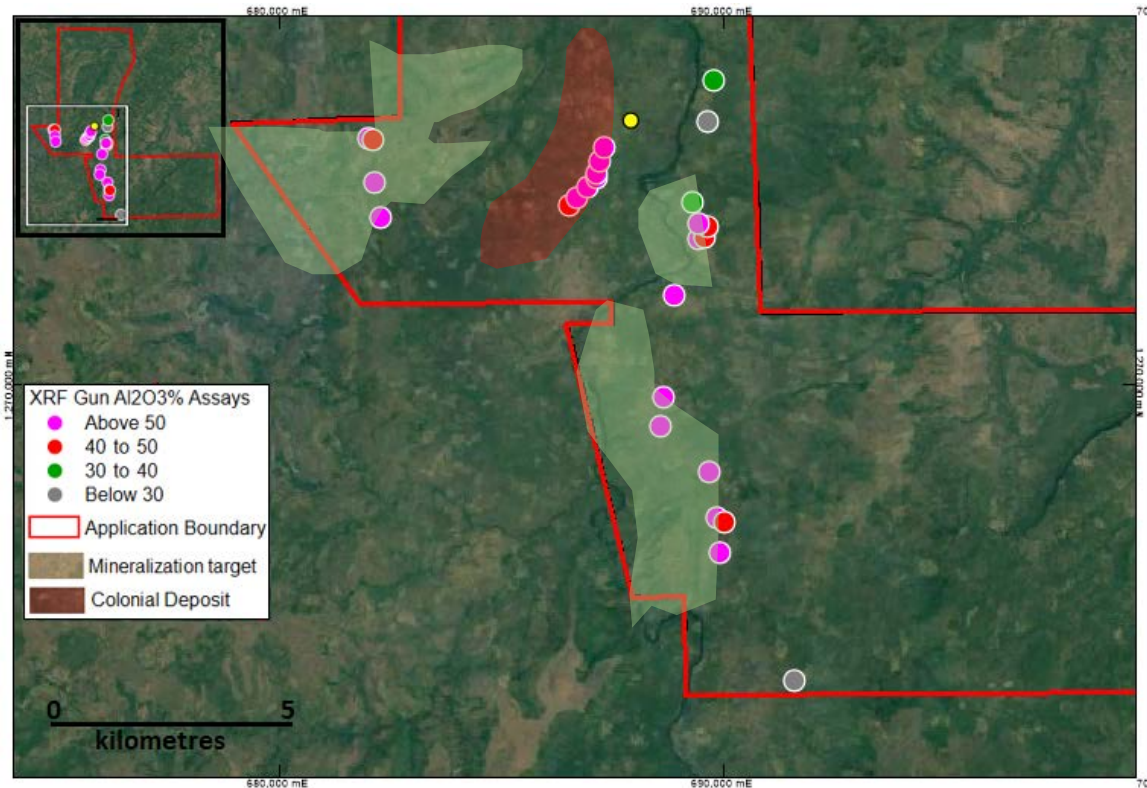 680,000 mE
690,000 mE
70
XRF Gun Al2O3% Assays
Above 50
40 to 50
30 to 40
Below 30
Application Boundary
Mineralization target
Colonial Deposit
1,270,000 mN
1,270,000 mN
0 5
kilometres
680,000 mE
690,000 mE
70